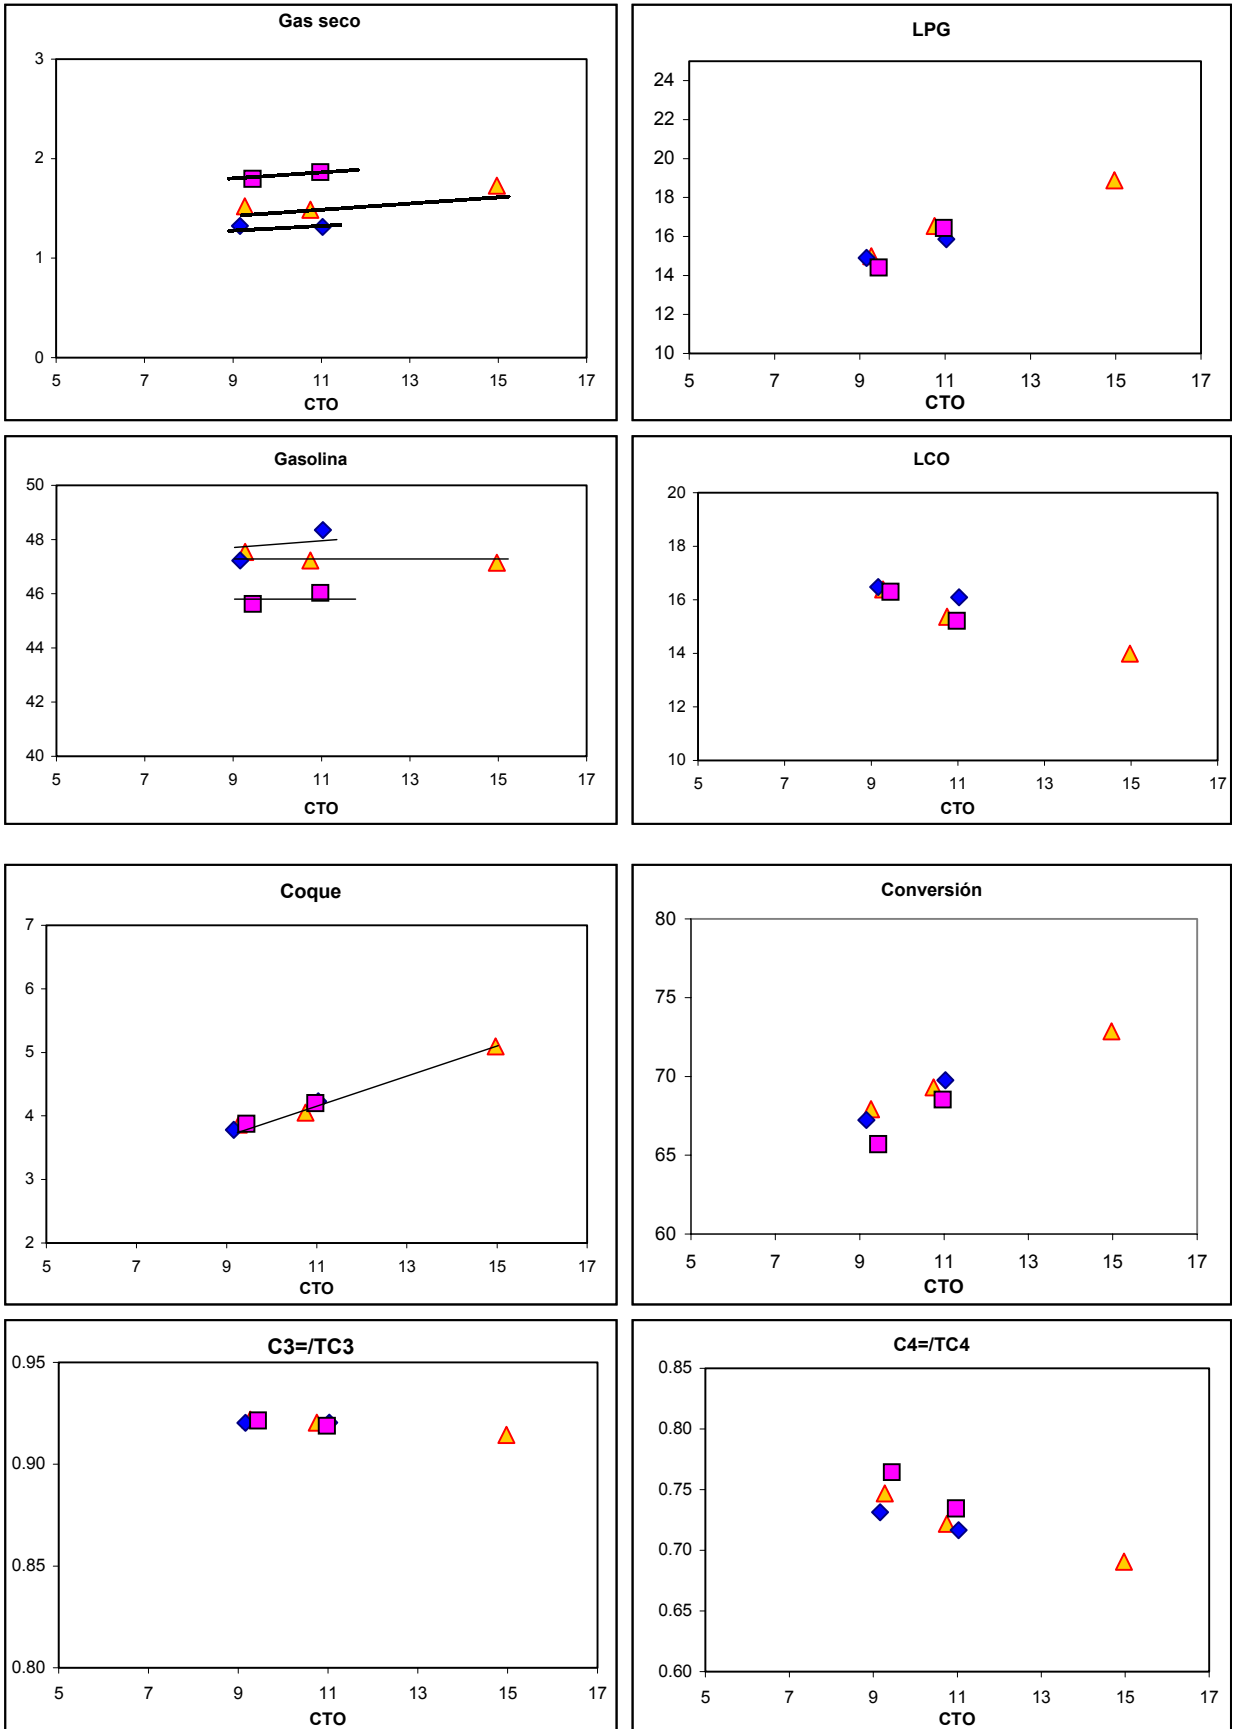 Gas seco
3
2
1
0
5 7 9 11 13 15 17
CTO
LPG
24
22
20
18
16
14
12
10
5 7 9 11 13 15 17
CTO
Gasolina
50
48
46
44
42
40
5 7 9 11 13 15 17
CTO
LCO
20
18
16
14
12
10
5 7 9 11 13 15 17
CTO
Coque
7
6
5
4
3
2
5 7 9 11 13 15 17
CTO
Conversión
80
75
70
65
60
5 7 9 11 13 15 17
CTO
C3=/TC3
0.95
0.90
0.85
0.80
5 7 9 11 13 15 17
CTO
C4=/TC4
0.85
0.80
0.75
0.70
0.65
0.60
5 7 9 11 13 15 17
CTO